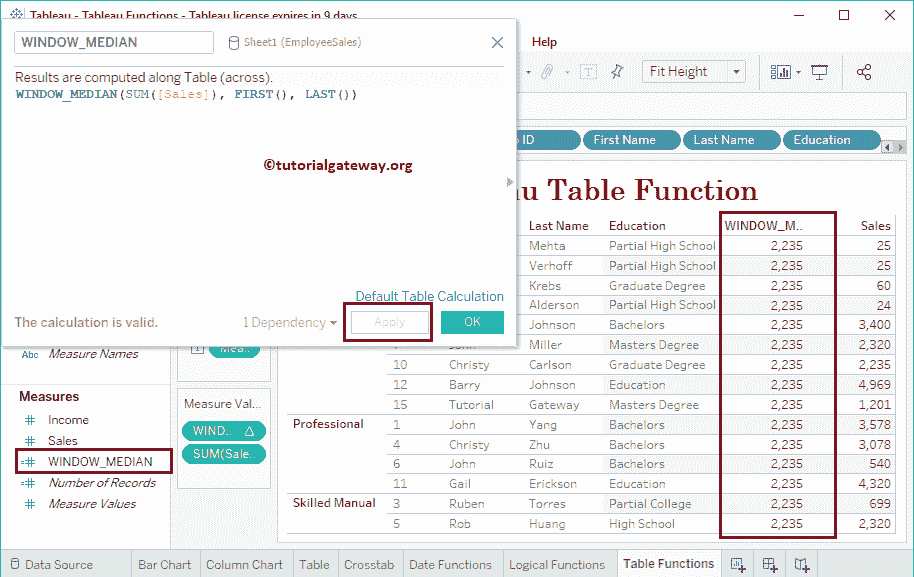 Tableau - Tableau Functions - Tableau license expires in 9 days
WINDOW_MEDIAN
Sheet1 (EmployeeSales)
Results are computed along Table (across).
WINDOW_MEDIAN(SUM([Sales]), FIRST(), LAST())
©tutorialgateway.org
Default Table Calculation
The calculation is valid.
1 Dependency
Apply
OK
Help
Fit Height
ID
First Name
Last Name
Education
Table Function
Last Name Education WINDOW_M.. Sales
Mehta Partial High School 2,235 25
Verhoff Partial High School 2,235 25
Krebs Graduate Degree 2,235 60
Alderson Partial High School 2,235 24
Johnson Bachelors 2,235 3,400
Miller Masters Degree 2,235 2,320
10 Christy Carlson Graduate Degree 2,235 2,235
12 Barry Johnson Education 2,235 4,969
15 Tutorial Gateway Masters Degree 2,235 1,201
Professional 1 John Yang Bachelors 2,235 3,578
4 Christy Zhu Bachelors 2,235 3,078
6 John Ruiz Bachelors 2,235 540
11 Gail Erickson Education 2,235 4,320
Skilled Manual 3 Ruben Torres Partial College 2,235 699
5 Rob Huang High School 2,235 2,320
Abc Measure Names
Measures
Income
Sales
WINDOW_MEDIAN
Number of Records
Measure Values
Measure Val...
WIND..
SUM(Sale..
Data Source
Bar Chart
Column Chart
Table
Crosstab
Date Functions
Logical Functions
Table Functions